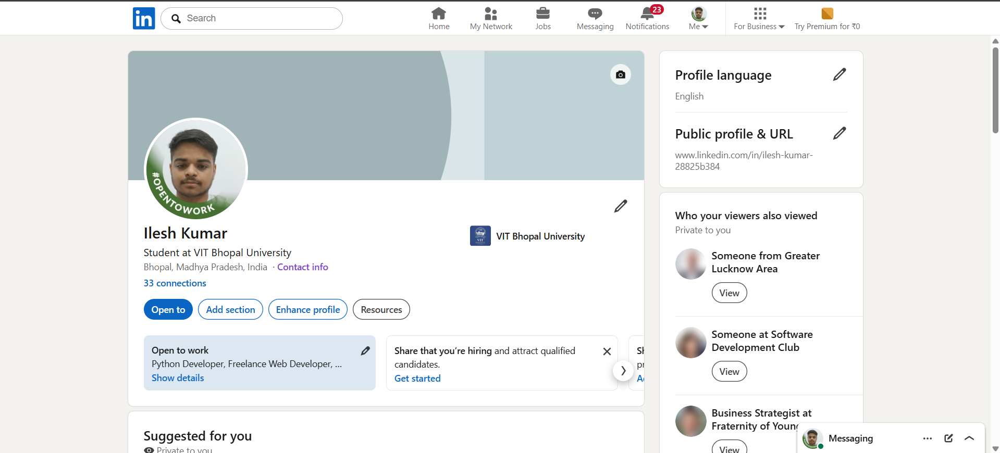 in
Search
Home
My Network
Jobs
Messaging
23
Notifications
Me
For Business
Try Premium for ₹0
#OPENTOWORK
Ilesh Kumar
Student at VIT Bhopal University
Bhopal, Madhya Pradesh, India · Contact info
33 connections
VIT Bhopal University
Open to
Add section
Enhance profile
Resources
Open to work
Python Developer, Freelance Web Developer, ...
Show details
Share that you’re hiring and attract qualified
candidates.
Get started
Suggested for you
Private to you
Profile language
English
Public profile & URL
www.linkedin.com/in/ilesh-kumar-
28825b384
Who your viewers also viewed
Private to you
Someone from Greater
Lucknow Area
View
Someone at Software
Development Club
View
Business Strategist at
Fraternity of Young
View
Messaging